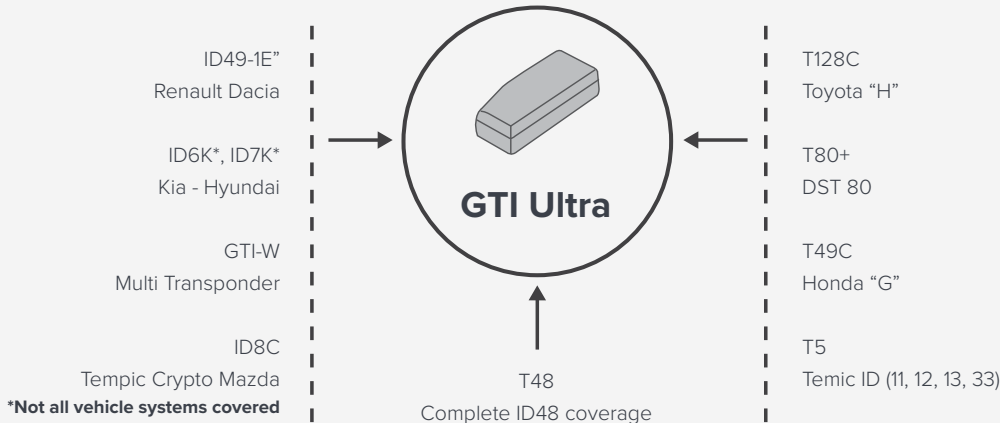 ID49-1E”
Renault Dacia
ID6K*, ID7K*
Kia - Hyundai
GTI-W
Multi Transponder
ID8C
Tempic Crypto Mazda
*Not all vehicle systems covered
GTI Ultra
T48
Complete ID48 coverage
T128C
Toyota “H”
T80+
DST 80
T49C
Honda “G”
T5
Temic ID (11, 12, 13, 33)